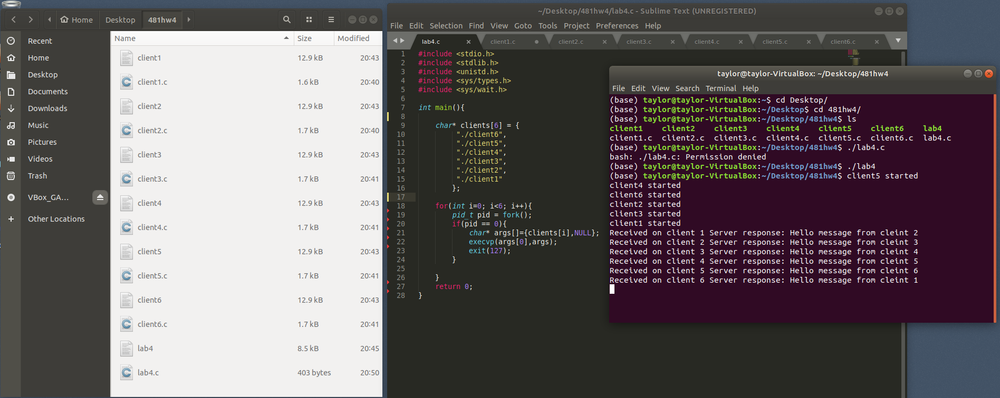 Home
Desktop
481hw4
Recent
Home
Desktop
Documents
Downloads
Music
Pictures
Videos
Trash
VBox_GA...
Other Locations
Name Size Modified
client1 12.9 kB 20:43
client1.c 1.6 kB 20:40
client2 12.9 kB 20:43
client2.c 1.7 kB 20:40
client3 12.9 kB 20:43
client3.c 1.7 kB 20:41
client4 12.9 kB 20:43
client4.c 1.7 kB 20:41
client5 12.9 kB 20:43
client5.c 1.7 kB 20:41
client6 12.9 kB 20:43
client6.c 1.7 kB 20:41
lab4 8.5 kB 20:45
lab4.c 403 bytes 20:50
~/Desktop/481hw4/lab4.c - Sublime Text (UNREGISTERED)
File Edit Selection Find View Goto Tools Project Preferences Help
lab4.c client1.c client2.c client3.c client4.c client5.c client6.c
1 #include <stdio.h>
2 #include <stdlib.h>
3 #include <unistd.h>
4 #include <sys/types.h>
5 #include <sys/wait.h>
6
7 int main(){
8
9 char* clients[6] = {
10 "./client6",
11 "./client5",
12 "./client4",
13 "./client3",
14 "./client2",
15 "./client1"
16 };
17
18 for(int i=0; i<6; i++){
19 pid_t pid = fork();
20 if(pid == 0){
21 char* args[]={clients[i],NULL};
22 execvp(args[0],args);
23 exit(127);
24 }
25
26 }
27 return 0;
28 }
taylor@taylor-VirtualBox: ~/Desktop/481hw4
File Edit View Search Terminal Help
(base) taylor@taylor-VirtualBox:~$ cd Desktop/
(base) taylor@taylor-VirtualBox:~/Desktop$ cd 481hw4/
(base) taylor@taylor-VirtualBox:~/Desktop/481hw4$ ls
client1 client2 client3 client4 client5 client6 lab4
client1.c client2.c client3.c client4.c client5.c client6.c lab4.c
(base) taylor@taylor-VirtualBox:~/Desktop/481hw4$ ./lab4.c
bash: ./lab4.c: Permission denied
(base) taylor@taylor-VirtualBox:~/Desktop/481hw4$ ./lab4
(base) taylor@taylor-VirtualBox:~/Desktop/481hw4$ client5 started
client4 started
client6 started
client2 started
client3 started
client1 started
Received on client 1 Server response: Hello message from cleint 2
Received on client 2 Server response: Hello message from cleint 3
Received on client 3 Server response: Hello message from cleint 4
Received on client 4 Server response: Hello message from cleint 5
Received on client 5 Server response: Hello message from cleint 6
Received on client 6 Server response: Hello message from cleint 1